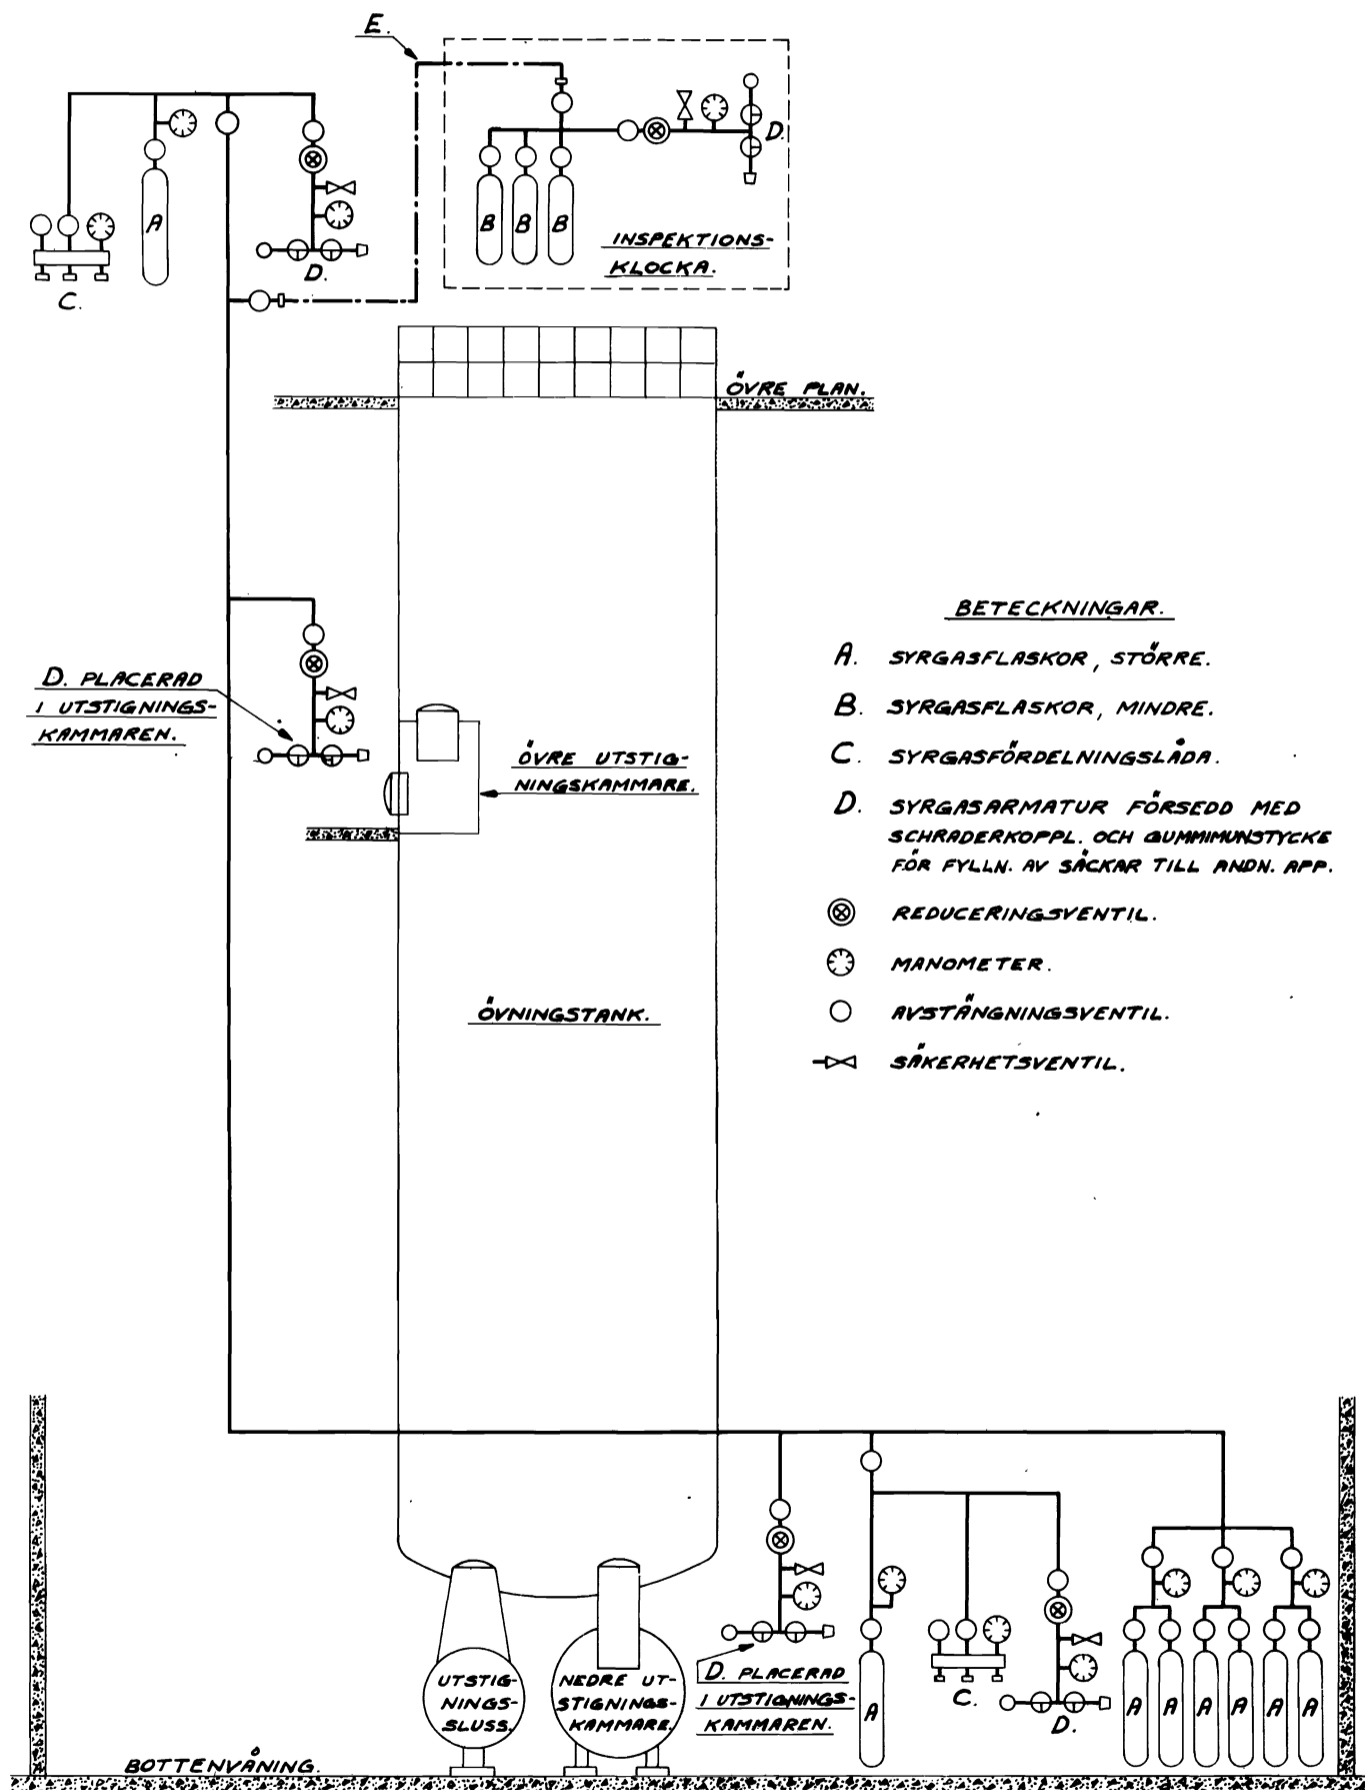 E.
D.
A
B
B
B
INSPEKTIONS-
KLOCKA.
D.
C.
ÖVRE PLAN.
BETECKNINGAR.
A. SYRGASFLASKOR, STÖRRE.
B. SYRGASFLASKOR, MINDRE.
C. SYRGASFÖRDELNINGSLÅDA.
D. SYRGASARMATUR FÖRSEDD MED
SCHRADERKOPPL. OCH GUMMIMUNSTYCKE
FÖR FYLLN. AV SÄCKAR TILL ANDN. APP.
REDUCERINGSVENTIL.
MANOMETER.
AVSTÄNGNINGSVENTIL.
SÄKERHETSVENTIL.
D. PLACERAD
I UTSTIGNINGS-
KAMMAREN.
ÖVRE UTSTIG-
NINGSKAMMARE.
ÖVNINGSTANK.
UTSTIG-
NINGS-
SLUSS.
NEDRE UT-
STIGNINGS-
KAMMARE.
D. PLACERAD
I UTSTIGNINGS-
KAMMAREN.
A
C.
D.
A
A
A
A
A
A
BOTTENVÅNING.